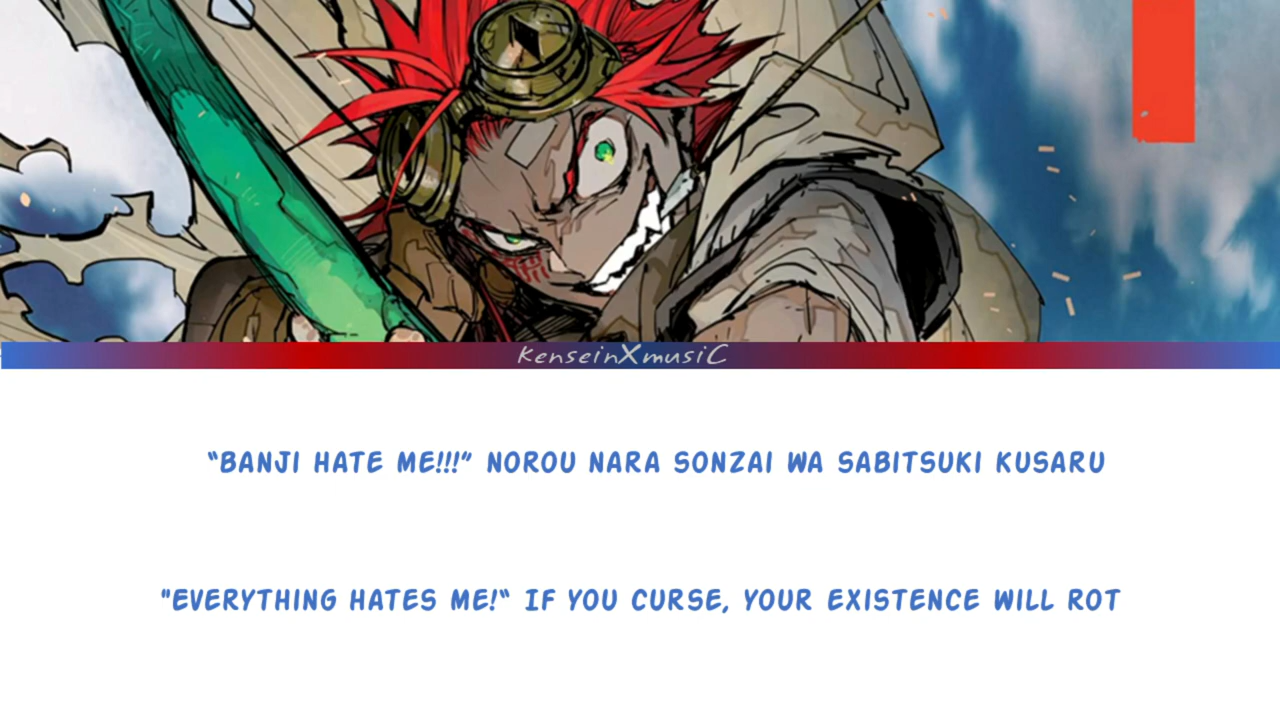 KenseinXmusiC
“BANJI HATE ME!!!” NOROU NARA SONZAI WA SABITSUKI KUSARU
"EVERYTHING HATES ME!“ IF YOU CURSE, YOUR EXISTENCE WILL ROT